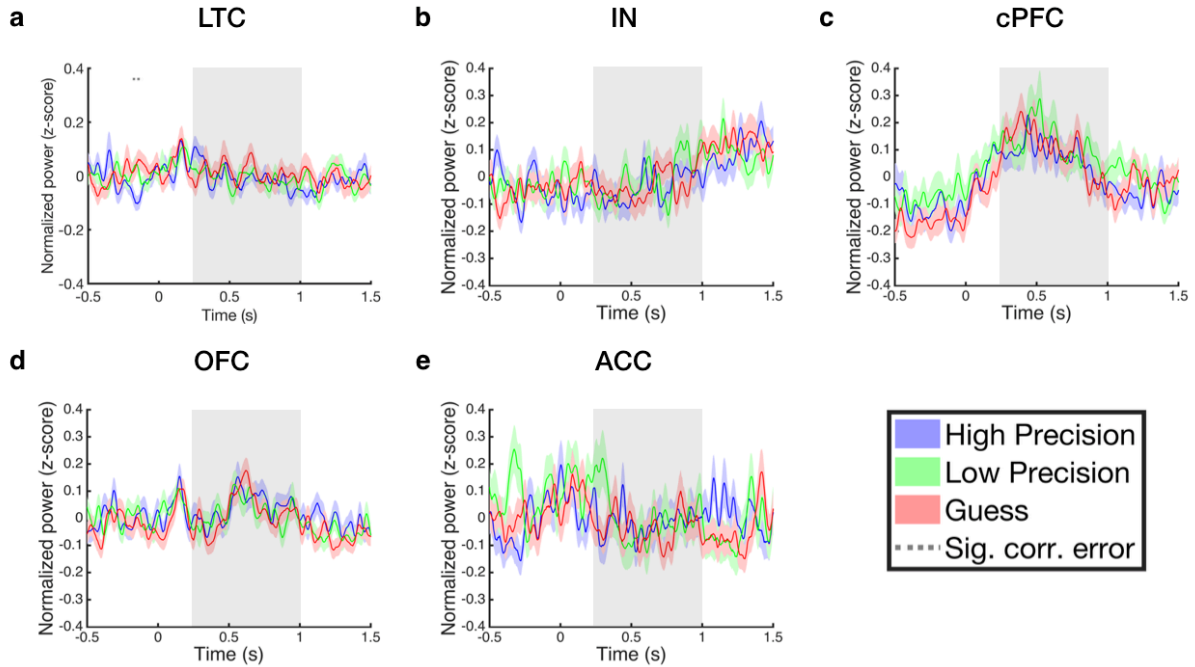 a LTC
b IN
c cPFC
Normalized power (z-score)
0.4
0.2
0
-0.2
-0.4
-0.5 0 0.5 1 1.5
Time (s)
Normalized power (z-score)
0.4
0.3
0.2
0.1
0
-0.1
-0.2
-0.3
-0.4
-0.5 0 0.5 1 1.5
Time (s)
Normalized power (z-score)
0.4
0.3
0.2
0.1
0
-0.1
-0.2
-0.3
-0.4
-0.5 0 0.5 1 1.5
Time (s)
d OFC
e ACC
Normalized power (z-score)
0.4
0.3
0.2
0.1
0
-0.1
-0.2
-0.3
-0.4
-0.5 0 0.5 1 1.5
Time (s)
Normalized power (z-score)
0.4
0.3
0.2
0.1
0
-0.1
-0.2
-0.3
-0.4
-0.5 0 0.5 1 1.5
Time (s)
High Precision
Low Precision
Guess
Sig. corr. error